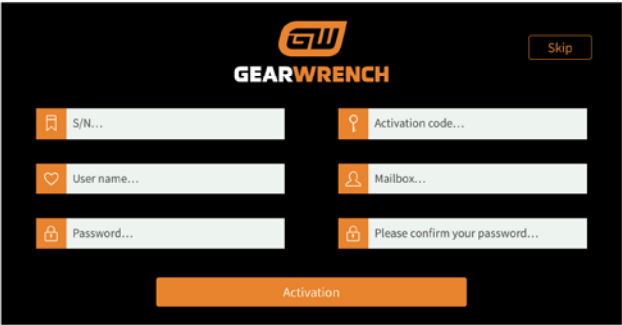 GW
Skip
GEARWRENCH
S/N...
Activation code...
User name...
Mailbox...
Password...
Please confirm your password...
Activation